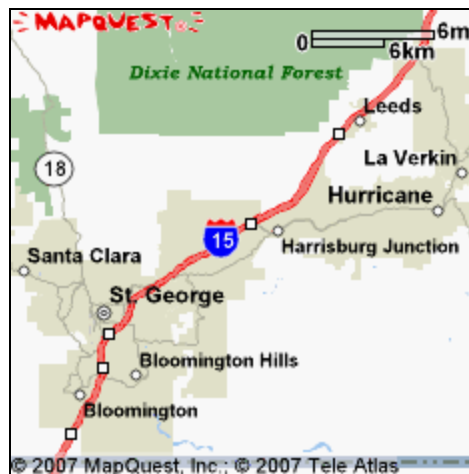 MAPQUEST
0 6m
6km
Dixie National Forest
Leeds
18
La Verkin
Hurricane
15
Harrisburg Junction
Santa Clara
St. George
Bloomington Hills
Bloomington
© 2007 MapQuest, Inc.; © 2007 Tele Atlas